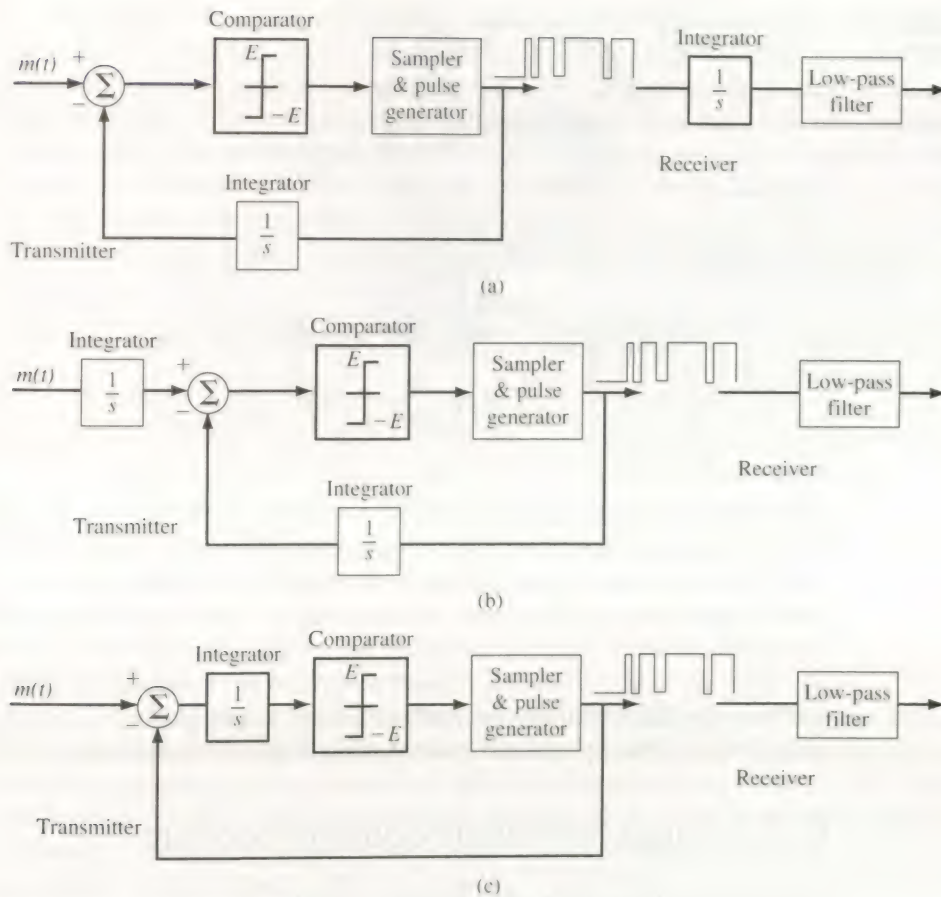 Comparator
m(t)
+
−
Σ
E
−E
Sampler
& pulse
generator
Integrator
1
s
Low-pass
filter
Receiver
Integrator
1
s
Transmitter
(a)
Integrator
m(t)
1
s
+
−
Σ
Comparator
E
−E
Sampler
& pulse
generator
Low-pass
filter
Receiver
Integrator
1
s
Transmitter
(b)
m(t)
+
−
Σ
Integrator
1
s
Comparator
E
−E
Sampler
& pulse
generator
Low-pass
filter
Receiver
Transmitter
(c)